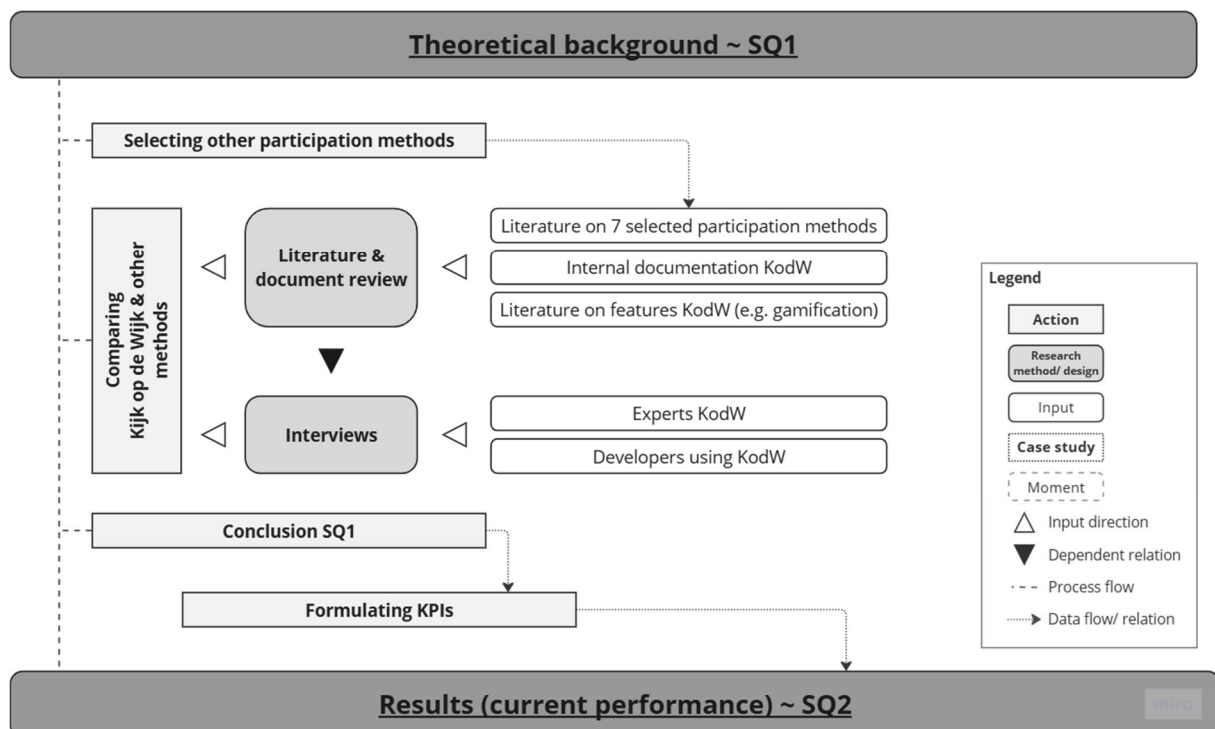 Theoretical background ~ SQ1
Selecting other participation methods
Comparing
Kijk op de Wijk & other
methods
Literature &
document review
Literature on 7 selected participation methods
Internal documentation KodW
Literature on features KodW (e.g. gamification)
Interviews
Experts KodW
Developers using KodW
Conclusion SQ1
Formulating KPIs
Legend
Action
Research
method/ design
Input
Case study
Moment
Input direction
Dependent relation
Process flow
Data flow/ relation
Results (current performance) ~ SQ2
miro